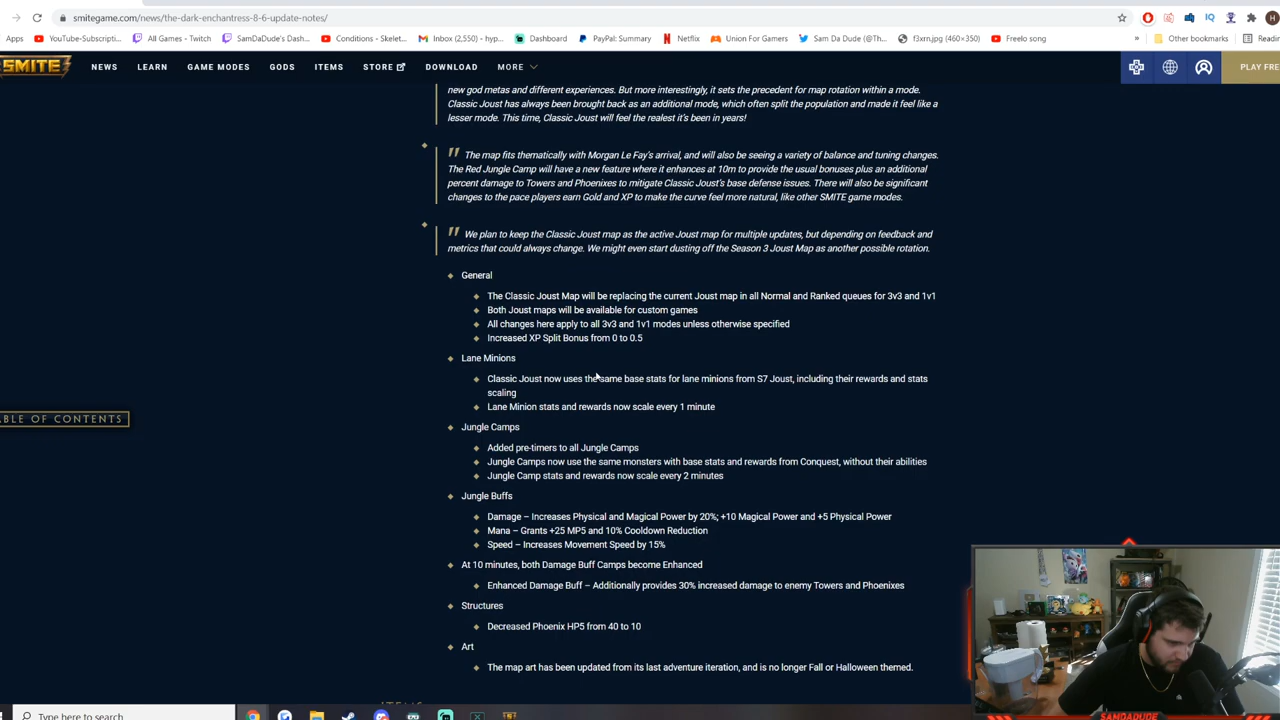 smitegame.com/news/the-dark-enchantress-8-6-update-notes/
Apps YouTube-Subscripti... All Games - Twitch SamDaDude's Dash... Conditions - Skelet... Inbox (2,550) - hyp... Dashboard PayPal: Summary Netflix Union For Gamers Sam Da Dude (@Th... f3xrn.jpg (460×350) Freelo song » Other bookmarks Readin
SMITE NEWS LEARN GAME MODES GODS ITEMS STORE DOWNLOAD MORE PLAY FRE
new god metas and different experiences. But more interestingly, it sets the precedent for map rotation within a mode.
Classic Joust has always been brought back as an additional mode, which often split the population and made it feel like a
lesser mode. This time, Classic Joust will feel the realest it's been in years!
The map fits thematically with Morgan Le Fay's arrival, and will also be seeing a variety of balance and tuning changes.
The Red Jungle Camp will have a new feature where it enhances at 10m to provide the usual bonuses plus an additional
percent damage to Towers and Phoenixes to mitigate Classic Joust's base defense issues. There will also be significant
changes to the pace players earn Gold and XP to make the curve feel more natural, like other SMITE game modes.
We plan to keep the Classic Joust map as the active Joust map for multiple updates, but depending on feedback and
metrics that could always change. We might even start dusting off the Season 3 Joust Map as another possible rotation.
General
The Classic Joust Map will be replacing the current Joust map in all Normal and Ranked queues for 3v3 and 1v1
Both Joust maps will be available for custom games
All changes here apply to all 3v3 and 1v1 modes unless otherwise specified
Increased XP Split Bonus from 0 to 0.5
Lane Minions
Classic Joust now uses the same base stats for lane minions from S7 Joust, including their rewards and stats
scaling
Lane Minion stats and rewards now scale every 1 minute
ABLE OF CONTENTS
Jungle Camps
Added pre-timers to all Jungle Camps
Jungle Camps now use the same monsters with base stats and rewards from Conquest, without their abilities
Jungle Camp stats and rewards now scale every 2 minutes
Jungle Buffs
Damage – Increases Physical and Magical Power by 20%; +10 Magical Power and +5 Physical Power
Mana – Grants +25 MP5 and 10% Cooldown Reduction
Speed – Increases Movement Speed by 15%
At 10 minutes, both Damage Buff Camps become Enhanced
Enhanced Damage Buff – Additionally provides 30% increased damage to enemy Towers and Phoenixes
Structures
Decreased Phoenix HP5 from 40 to 10
Art
The map art has been updated from its last adventure iteration, and is no longer Fall or Halloween themed.
Type here to search
SAMDADUDE